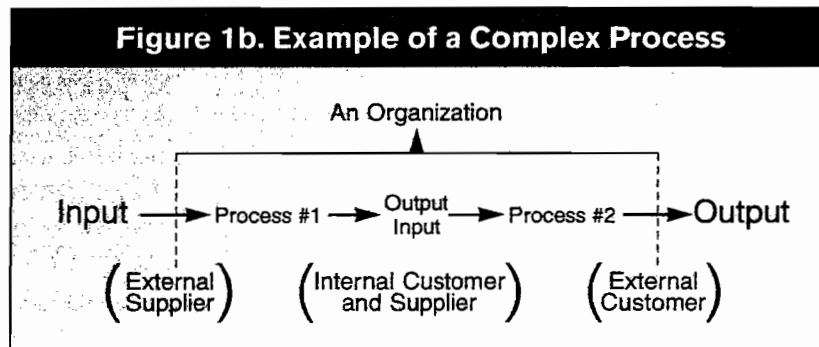 Figure 1b. Example of a Complex Process
An Organization
Input Process #1 Output Input Process #2 Output
(External Supplier) (Internal Customer and Supplier) (External Customer)